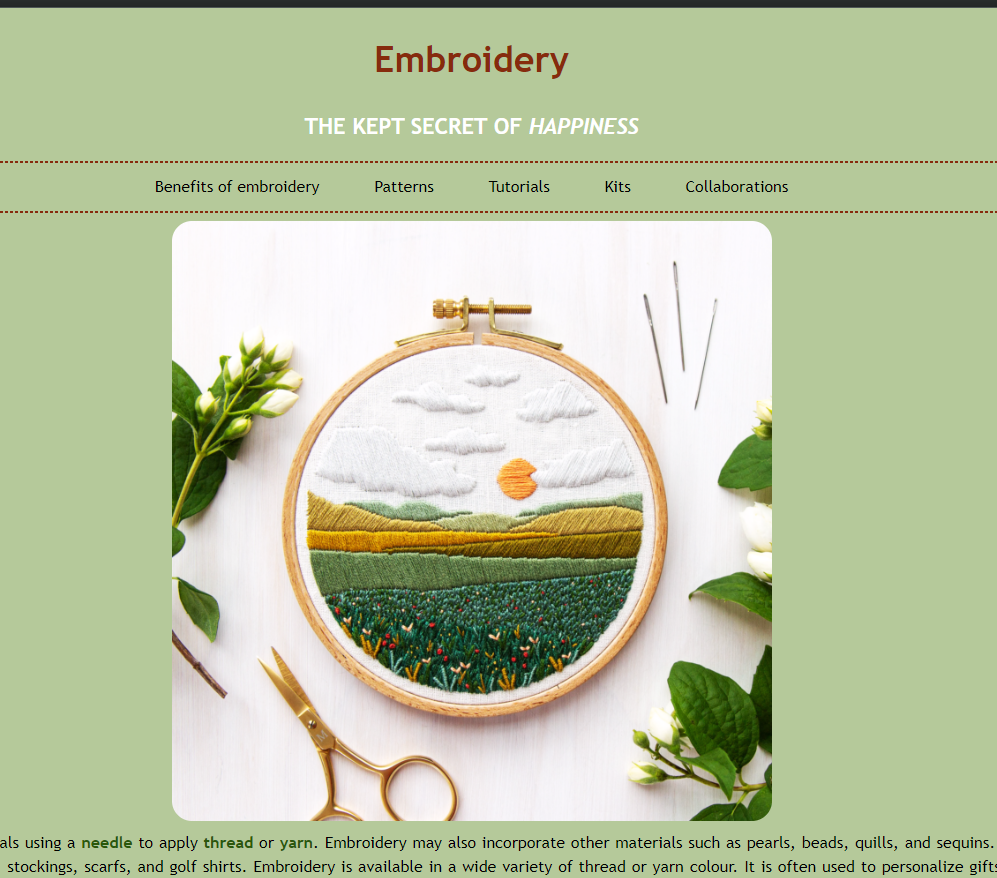 Embroidery
THE KEPT SECRET OF HAPPINESS
Benefits of embroidery Patterns Tutorials Kits Collaborations
using a needle to apply thread or yarn. Embroidery may also incorporate other materials such as pearls, beads, quills, and sequins.
stockings, scarfs, and golf shirts. Embroidery is available in a wide variety of thread or yarn colour. It is often used to personalize gifts